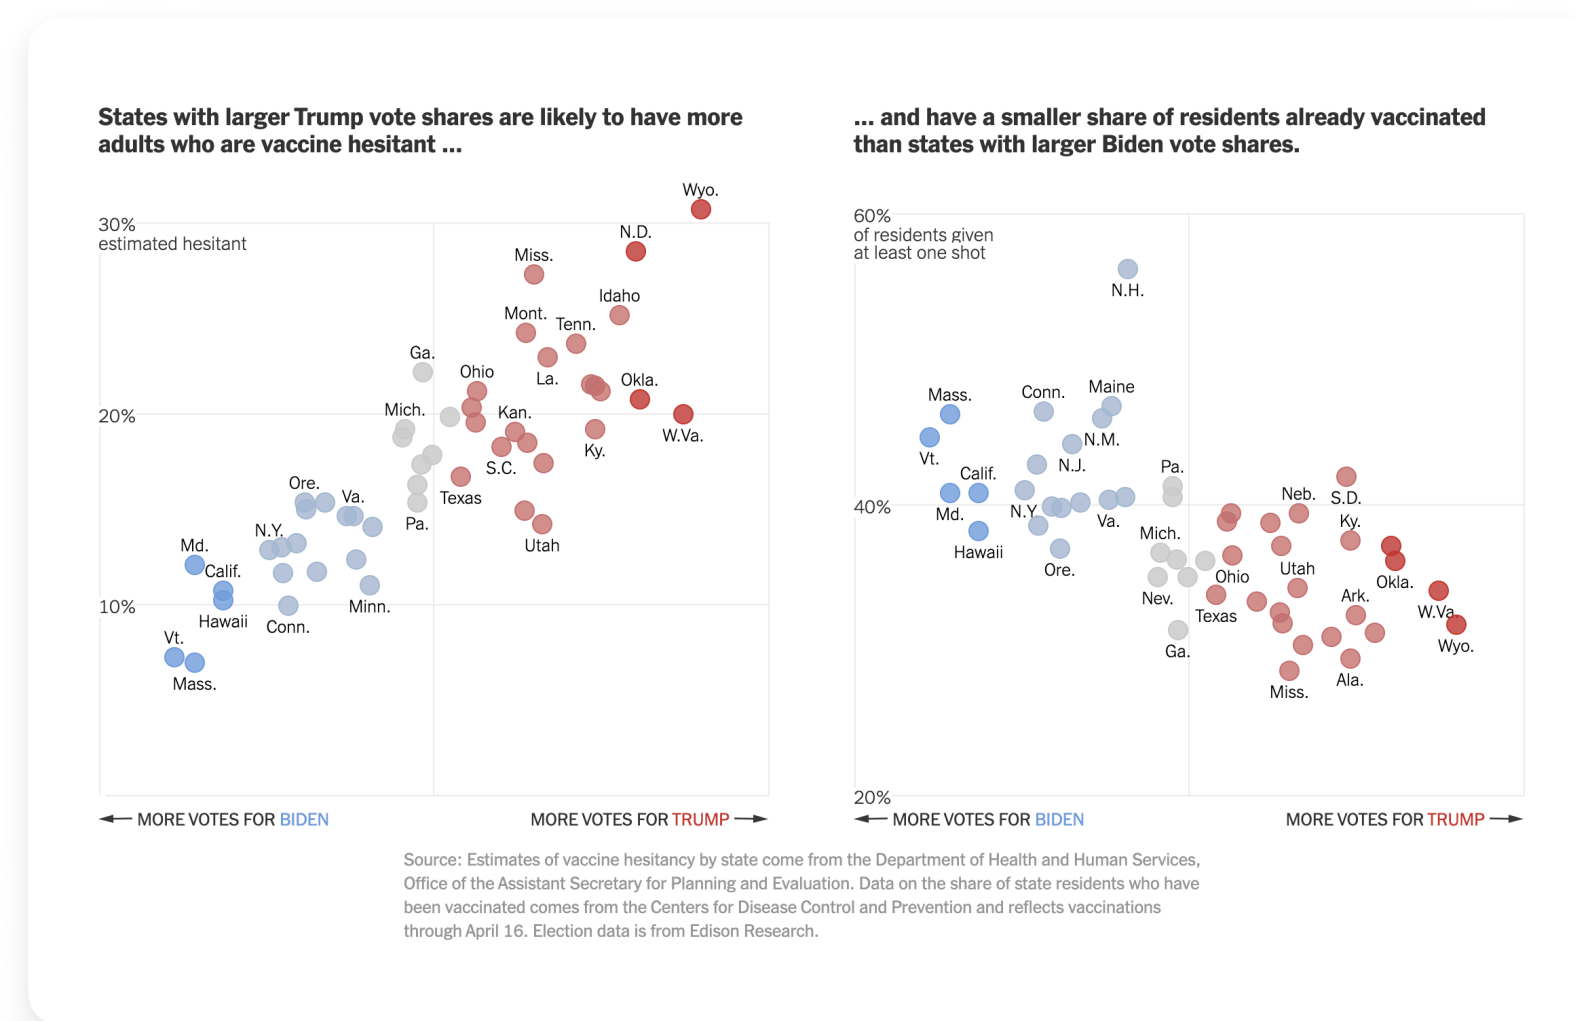 States with larger Trump vote shares are likely to have more
adults who are vaccine hesitant ...
30%
estimated hesitant
Wyo.
N.D.
Miss.
Idaho
Mont.
Tenn.
Ga.
La.
Ohio
Okla.
Mich.
Kan.
W.Va.
Ky.
S.C.
20%
Texas
Ore.
Va.
Pa.
N.Y.
Utah
Md.
Calif.
10%
Minn.
Hawaii
Conn.
Vt.
Mass.
MORE VOTES FOR BIDEN
MORE VOTES FOR TRUMP
... and have a smaller share of residents already vaccinated
than states with larger Biden vote shares.
60%
of residents given
at least one shot
N.H.
Maine
Conn.
Mass.
N.M.
Vt.
N.J.
Pa.
Calif.
Neb.
S.D.
40%
Md.
N.Y.
Va.
Ky.
Mich.
Hawaii
Ore.
Utah
Ohio
Okla.
Nev.
Ark.
Texas
W.Va.
Ga.
Wyo.
Ala.
Miss.
20%
MORE VOTES FOR BIDEN
MORE VOTES FOR TRUMP
Source: Estimates of vaccine hesitancy by state come from the Department of Health and Human Services,
Office of the Assistant Secretary for Planning and Evaluation. Data on the share of state residents who have
been vaccinated comes from the Centers for Disease Control and Prevention and reflects vaccinations
through April 16. Election data is from Edison Research.